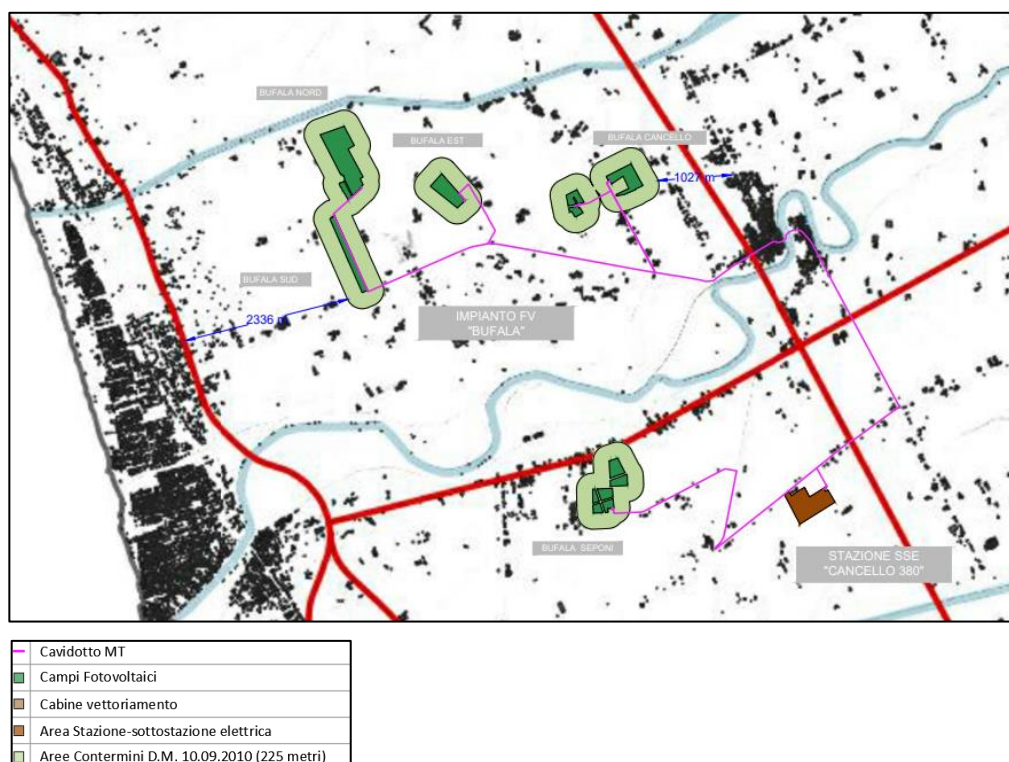 BUFALA NORD
BUFALA EST
BUFALA CANCELLO
1027 m
BUFALA SUD
2336 m
IMPIANTO FV
"BUFALA"
BUFALA SEPONI
STAZIONE SSE
"CANCELLO 380"
Cavidotto MT
Campi Fotovoltaici
Cabine vettoriamento
Area Stazione-sottostazione elettrica
Aree Contermini D.M. 10.09.2010 (225 metri)